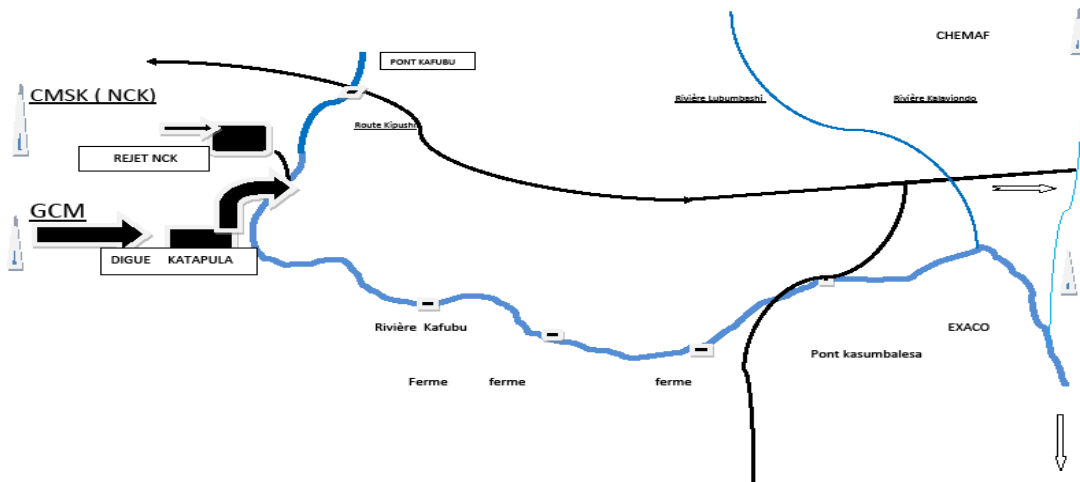 CHEMAF
PONT KAFUBU
CMSK ( NCK)
Rivière Lubumbashi
Rivière Kalaviondo
Route Kipushi
REJET NCK
GCM
DIGUE KATAPULA
Rivière Kafubu
EXACO
Pont kasumbalesa
Ferme ferme ferme